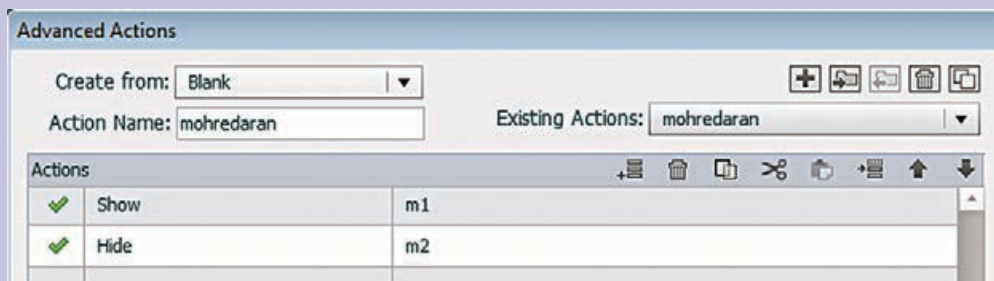 Advanced Actions
Create from: Blank
Action Name: mohredaran
Existing Actions: mohredaran
Actions
Show m1
Hide m2